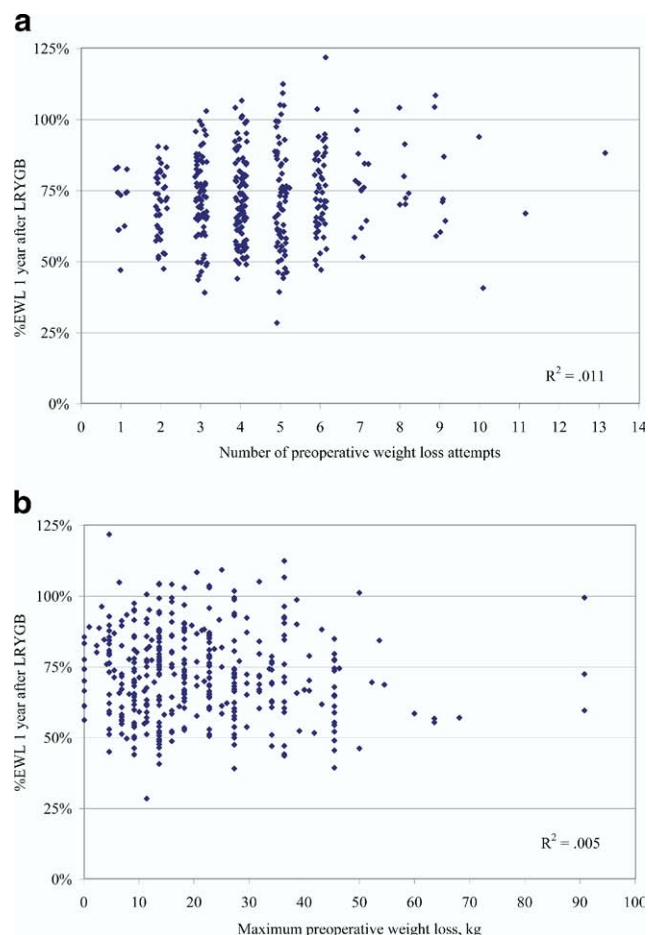 a
125%
100%
75%
50%
25%
0%
%EWL 1 year after LRYGB
R² = .011
0 1 2 3 4 5 6 7 8 9 10 11 12 13 14
Number of preoperative weight loss attempts
b
125%
100%
75%
50%
25%
0%
%EWL 1 year after LRYGB
R² = .005
0 10 20 30 40 50 60 70 80 90 100
Maximum preoperative weight loss, kg